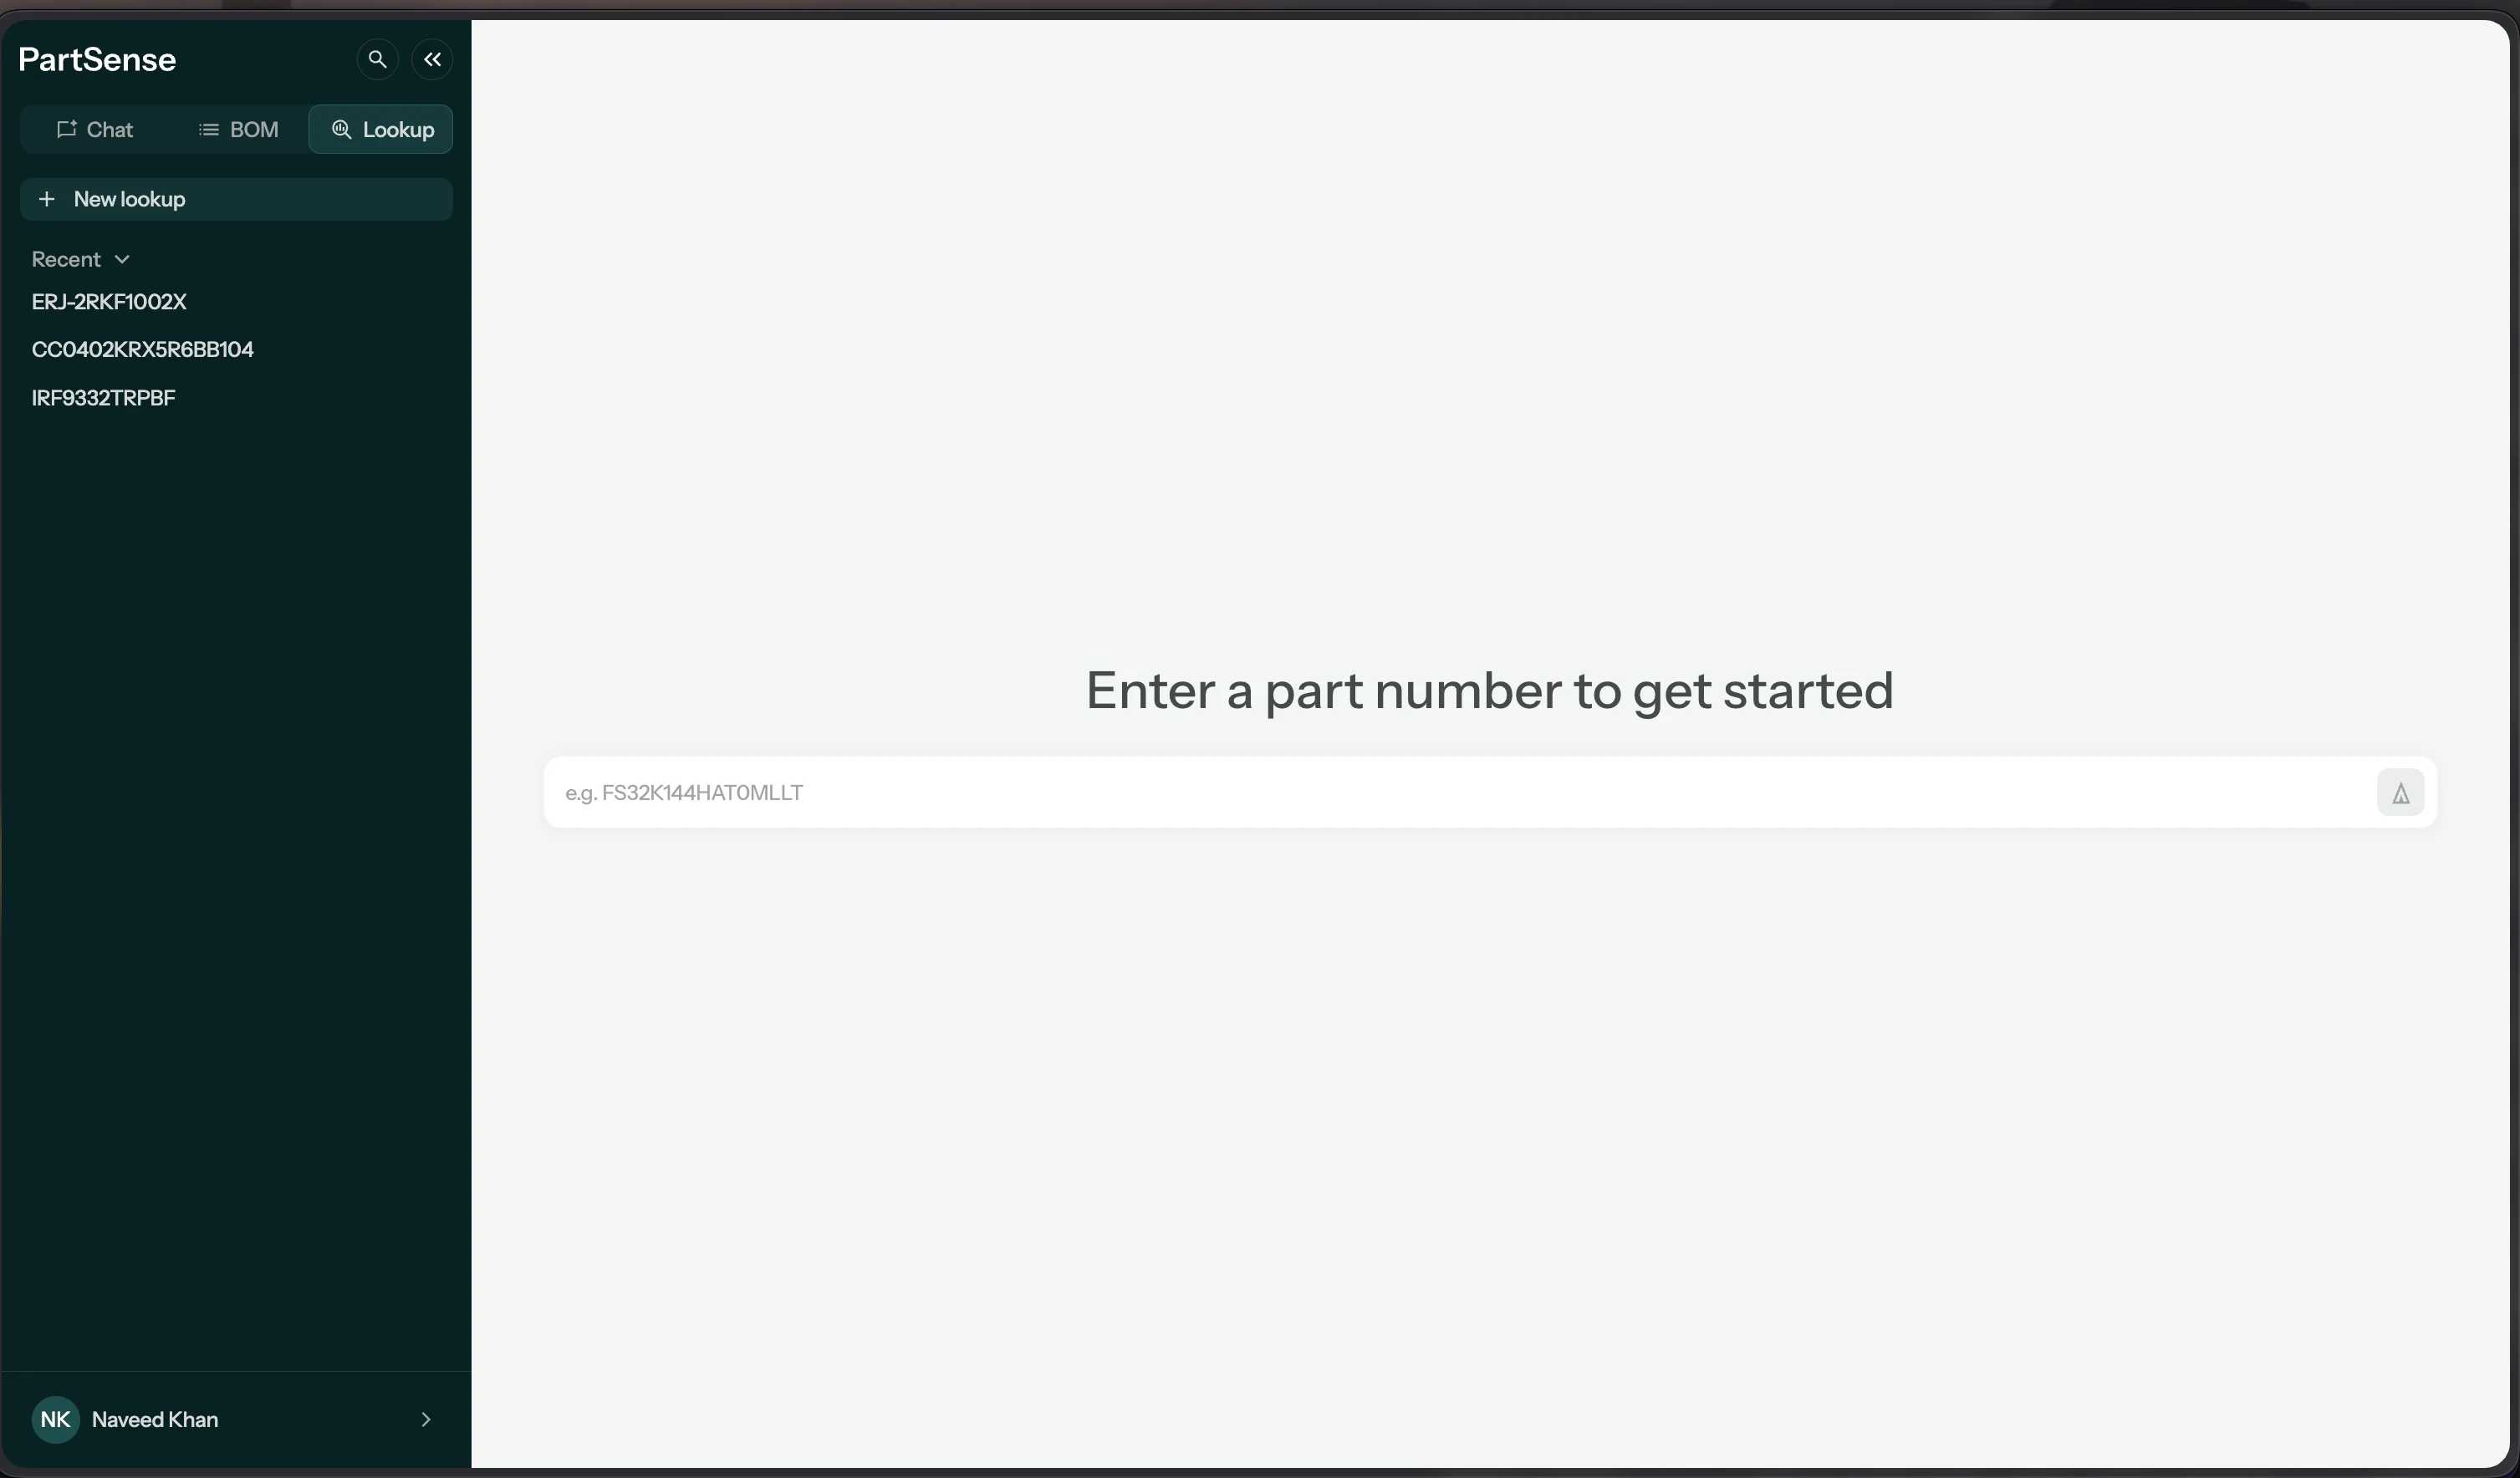 PartSense
Chat
BOM
Lookup
+ New lookup
Recent
ERJ-2RKF1002X
CC0402KRX5R6BB104
IRF9332TRPBF
Enter a part number to get started
e.g. FS32K144HAT0MLLT
NK
Naveed Khan